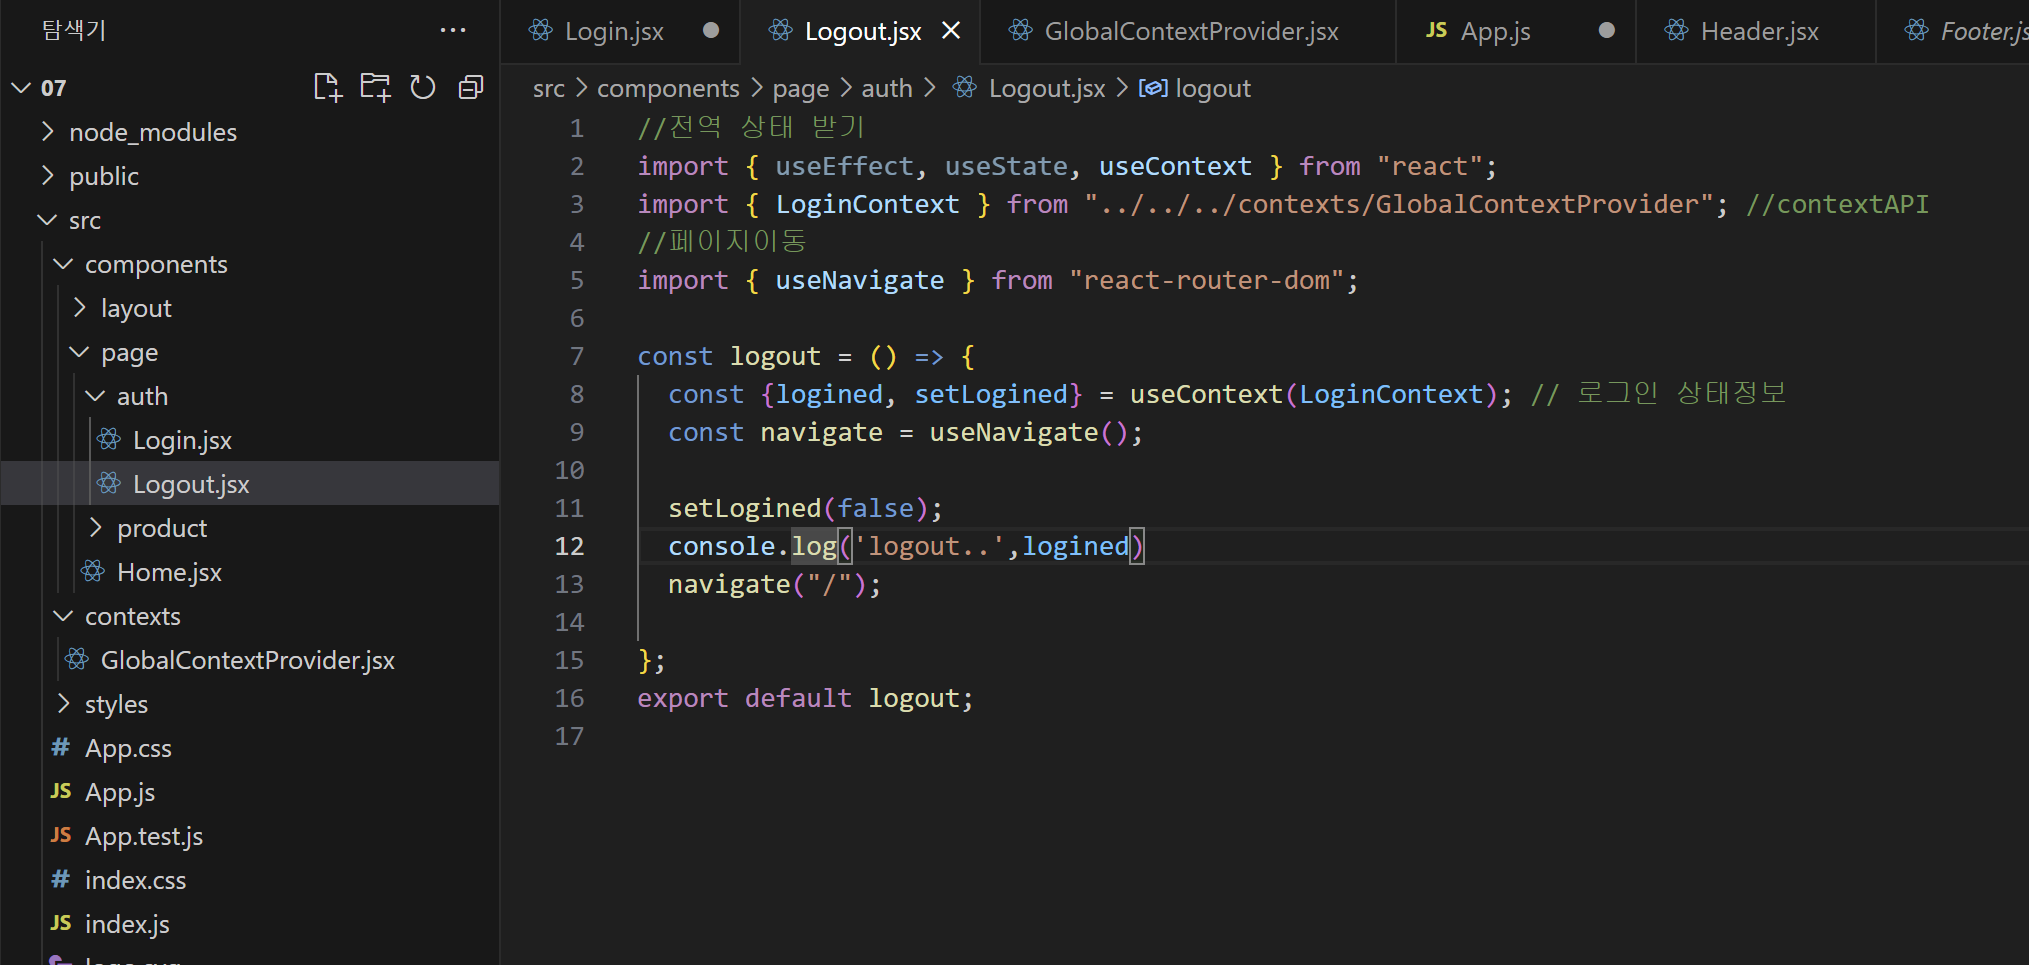 탐색기
07
node_modules
public
src
components
layout
page
auth
Login.jsx
Logout.jsx
product
Home.jsx
contexts
GlobalContextProvider.jsx
styles
# App.css
JS App.js
JS App.test.js
# index.css
JS index.js
Login.jsx
Logout.jsx
GlobalContextProvider.jsx
JS App.js
Header.jsx
Footer.js
src > components > page > auth > Logout.jsx > logout
1 //전역 상태 받기
2 import { useEffect, useState, useContext } from "react";
3 import { LoginContext } from "../../../contexts/GlobalContextProvider"; //contextAPI
4 //페이지이동
5 import { useNavigate } from "react-router-dom";
6
7 const logout = () => {
8 const {logined, setLogined} = useContext(LoginContext); // 로그인 상태정보
9 const navigate = useNavigate();
10
11 setLogined(false);
12 console.log('logout..',logined)
13 navigate("/");
14
15 };
16 export default logout;
17